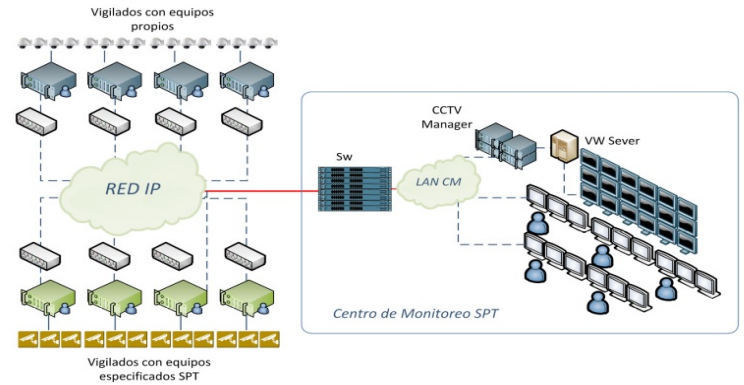 Vigilados con equipos
propios
CCTV
Manager
VW Sever
Sw
RED IP
LAN CM
Centro de Monitoreo SPT
Vigilados con equipos
especificados SPT